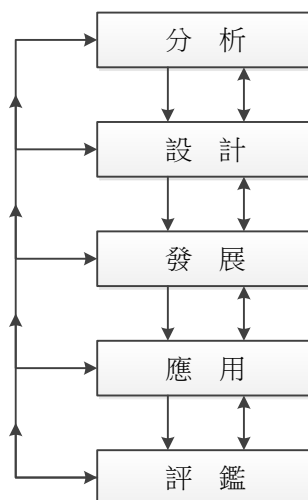 分 析
設 計
發 展
應 用
評 鑑